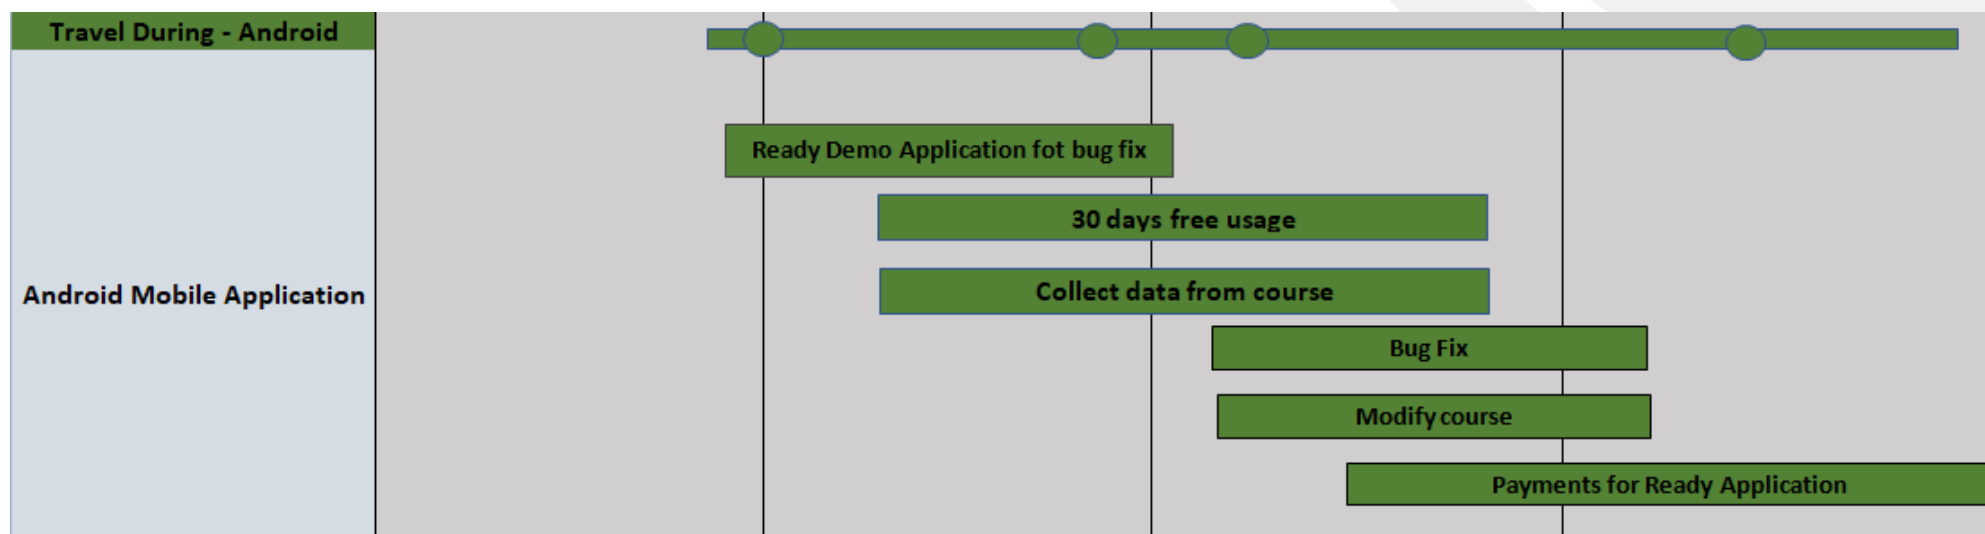 Travel During - Android
Ready Demo Application fot bug fix
30 days free usage
Android Mobile Application
Collect data from course
Bug Fix
Modify course
Payments for Ready Application